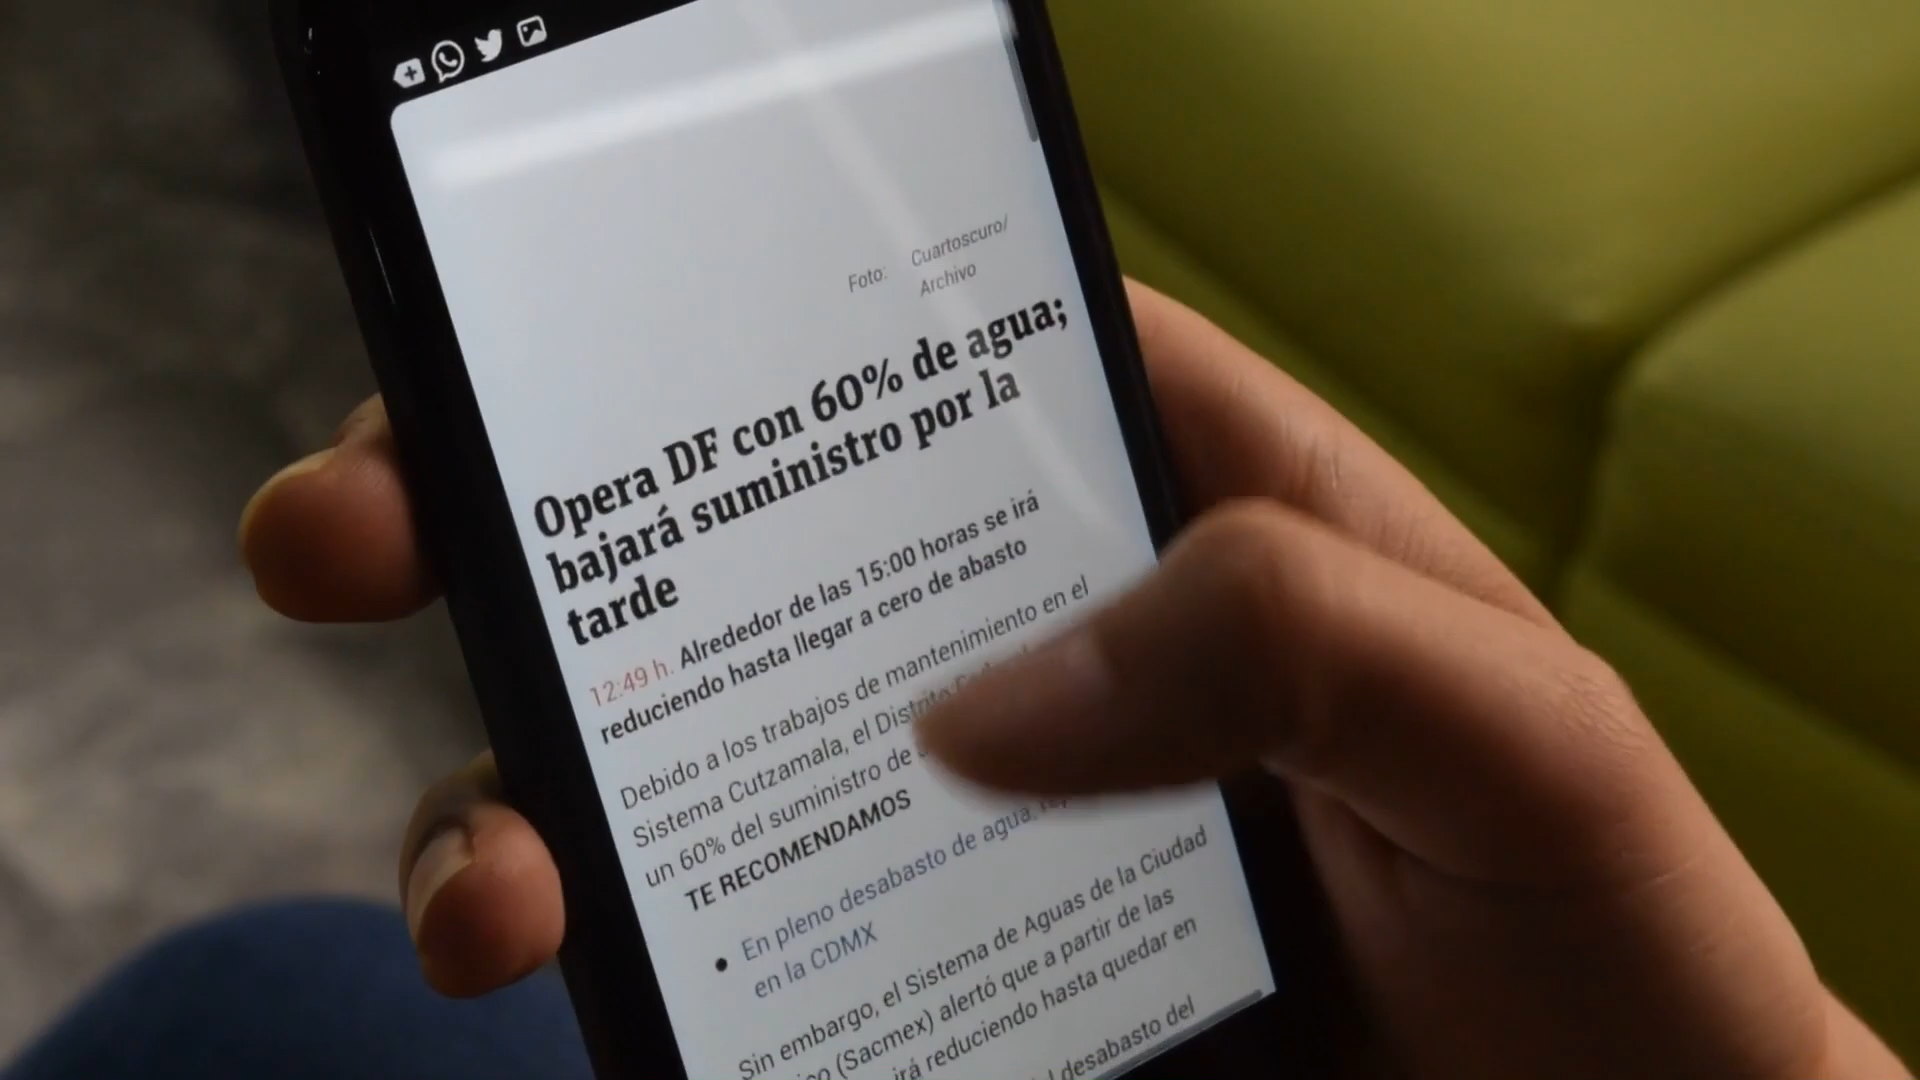 Foto: Cuartoscuro/
Archivo
Opera DF con 60% de agua;
bajará suministro por la
tarde
12:49 h. Alrededor de las 15:00 horas se irá
reduciendo hasta llegar a cero de abasto
Debido a los trabajos de mantenimiento en el
Sistema Cutzamala, el Distrito
un 60% del suministro de
TE RECOMENDAMOS
• En pleno desabasto de agua,
en la CDMX
Sin embargo, el Sistema de Aguas de la Ciudad
(Sacmex) alertó que a partir de las
irá reduciendo hasta quedar en
desabasto del